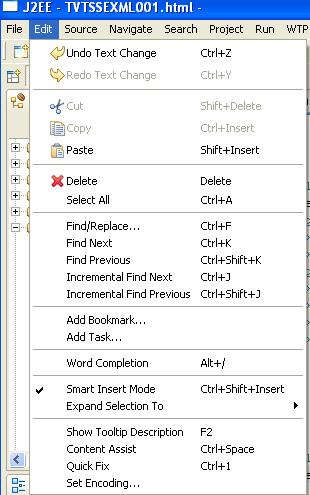 J2EE - TVTSSEXML001.html -
File Edit Source Navigate Search Project Run WTP
Undo Text Change Ctrl+Z
Redo Text Change Ctrl+Y
Cut Shift+Delete
Copy Ctrl+Insert
Paste Shift+Insert
Delete Delete
Select All Ctrl+A
Find/Replace... Ctrl+F
Find Next Ctrl+K
Find Previous Ctrl+Shift+K
Incremental Find Next Ctrl+J
Incremental Find Previous Ctrl+Shift+J
Add Bookmark...
Add Task...
Word Completion Alt+/
Smart Insert Mode Ctrl+Shift+Insert
Expand Selection To
Show Tooltip Description F2
Content Assist Ctrl+Space
Quick Fix Ctrl+1
Set Encoding...